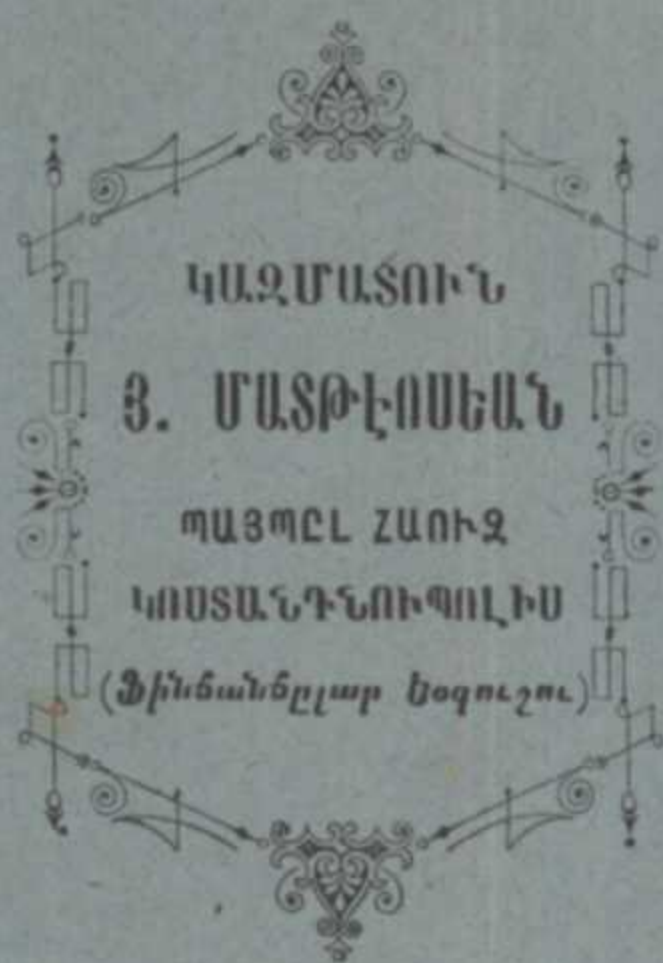 ԿԱԶՄԱՏՈՒՆ
Յ. ՄԱՏԹԷՈՍԵԱՆ
ՊԱՅՊԸԼ ՀԱՈՒԶ
ԿՈՍՏԱՆԴՆՈՒՊՈԼԻՍ
(Ֆինճանճըլար Եօգուշու)